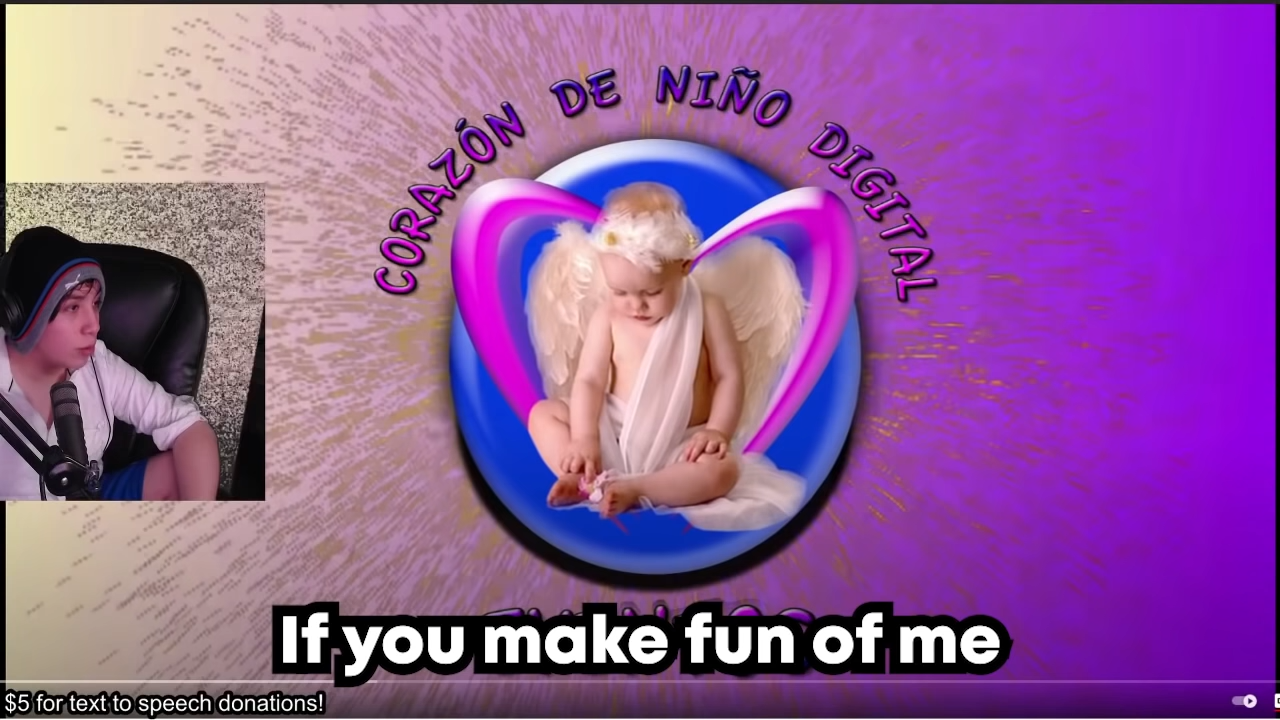 CORAZÓN DE NIÑO DIGITAL
If you make fun of me
$5 for text to speech donations!